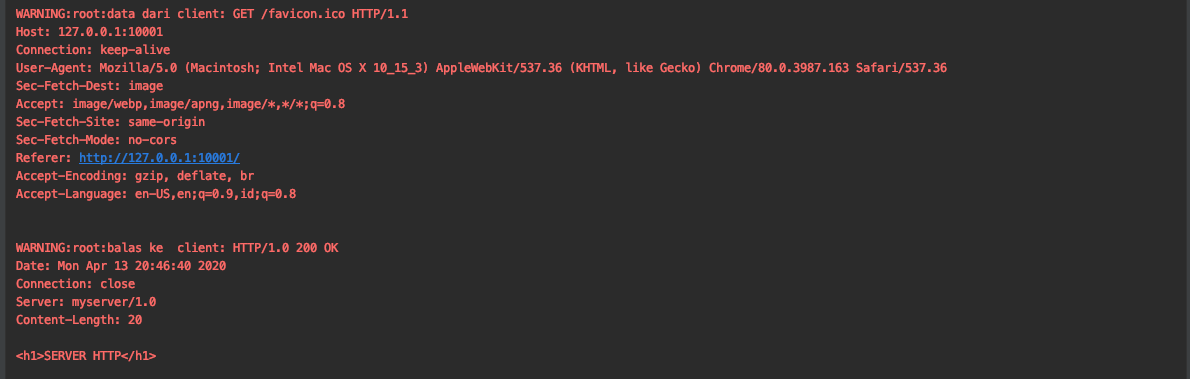 WARNING:root:data dari client: GET /favicon.ico HTTP/1.1
Host: 127.0.0.1:10001
Connection: keep-alive
User-Agent: Mozilla/5.0 (Macintosh; Intel Mac OS X 10_15_3) AppleWebKit/537.36 (KHTML, like Gecko) Chrome/80.0.3987.163 Safari/537.36
Sec-Fetch-Dest: image
Accept: image/webp,image/apng,image/*,*/*;q=0.8
Sec-Fetch-Site: same-origin
Sec-Fetch-Mode: no-cors
Referer: http://127.0.0.1:10001/
Accept-Encoding: gzip, deflate, br
Accept-Language: en-US,en;q=0.9,id;q=0.8
WARNING:root:balas ke  client: HTTP/1.0 200 OK
Date: Mon Apr 13 20:46:40 2020
Connection: close
Server: myserver/1.0
Content-Length: 20
<h1>SERVER HTTP</h1>